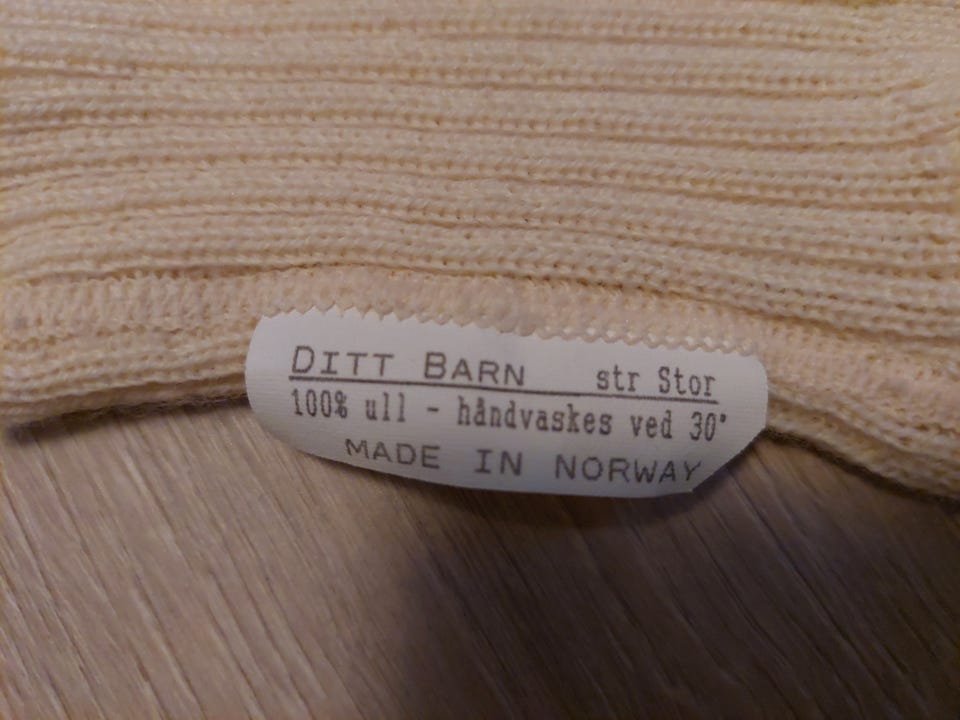 DITT BARN str Stor
100% ull - håndvaskes ved 30°
MADE IN NORWAY